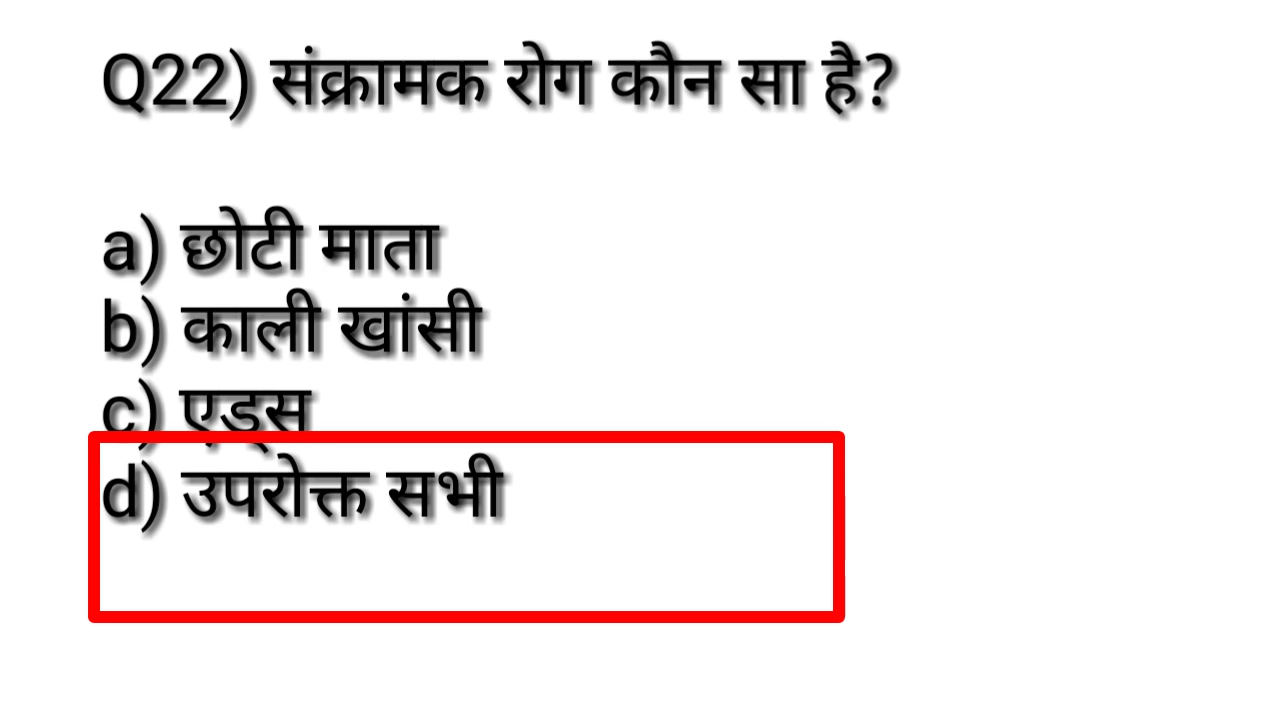 Q22) संक्रामक रोग कौन सा है?
a) छोटी माता
b) काली खांसी
c) एड्स
d) उपरोक्त सभी